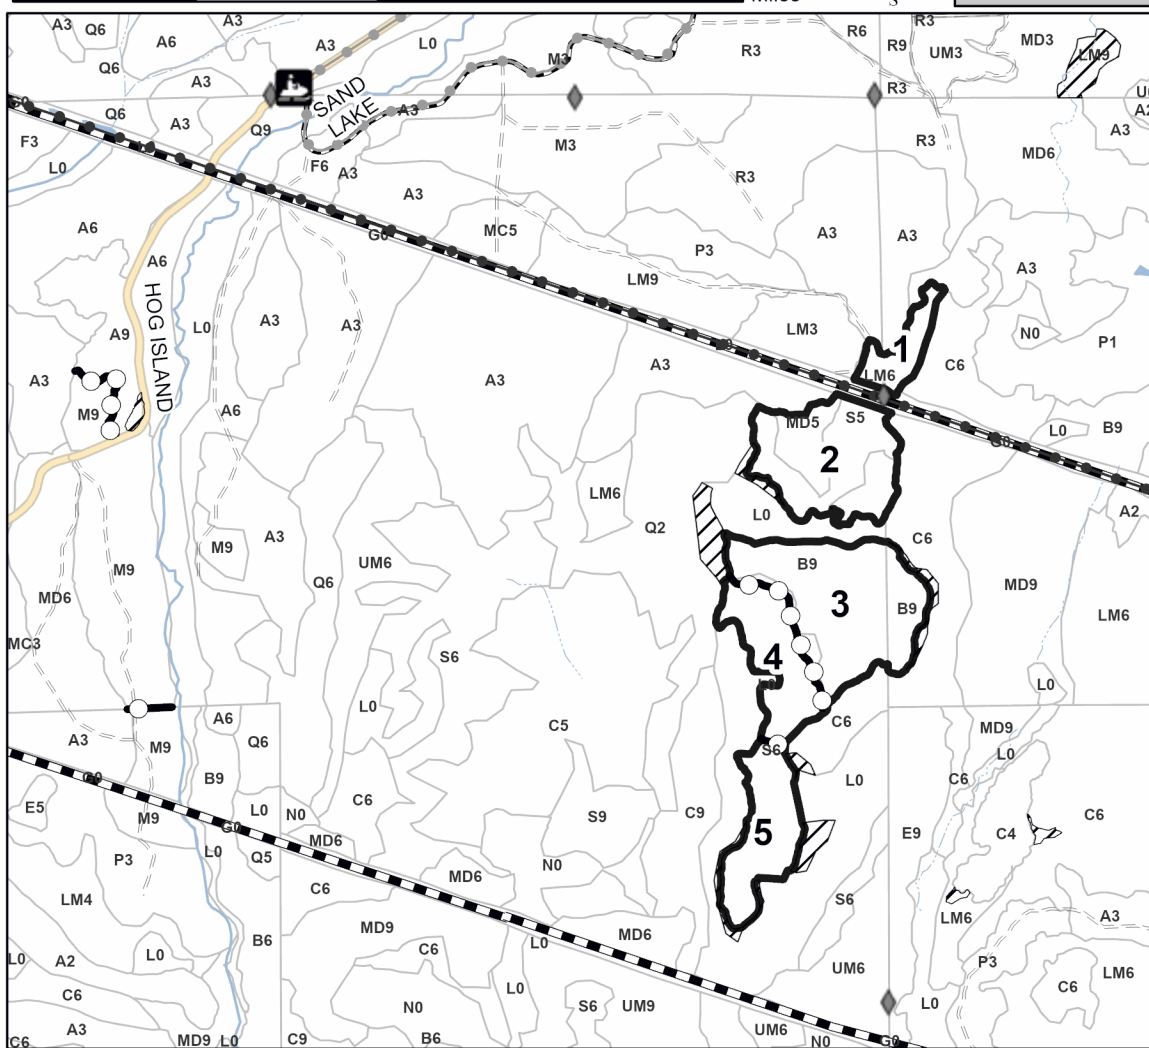 Miles
S
A3
Q6
A6
A3
L0
M3
R3
R6
R3
R9
UM3
MD3
LM9
Q6
A3
Q6
A3
Q9
SAND
LAKE
A3
R3
A3
F3
L0
F6
A3
M3
R3
MD6
A6
A3
R3
G0
MC5
P3
A3
A3
A3
A6
LM9
HOG ISLAND
L0
A3
A3
LM3
1
N0
P1
A9
A3
A3
A3
LM6
C6
M9
A6
MD5
S5
2
L0
G0
B9
LM6
Q2
L0
A2
M9
A3
C6
M9
Q6
UM6
B9
MD9
MD6
3
B9
LM6
MC3
S6
4
L0
L0
A6
C5
C6
MD9
A3
M9
Q6
S6
L0
G0
B9
L0
C6
E5
M9
L0
N0
C6
S9
C9
5
E9
C4
C6
G0
MD6
P3
L0
Q5
N0
MD6
C6
LM4
S6
LM6
A3
MD9
MD6
B6
C6
L0
L0
A2
L0
UM6
P3
LM6
C6
L0
C6
N0
S6
UM9
L0
A3
C6
MD9
L0
C9
B6
UM6
N0
G0